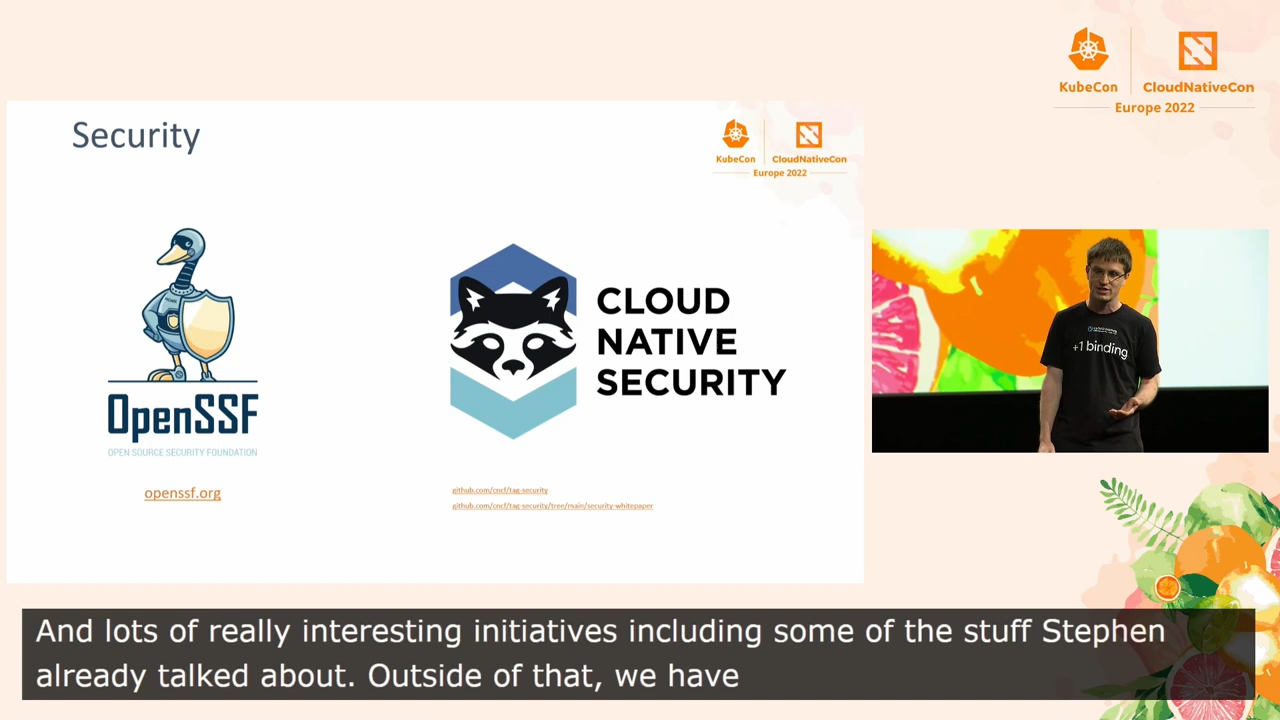 KubeCon
CloudNativeCon
Europe 2022
Security
KubeCon
CloudNativeCon
Europe 2022
OpenSSF
OPEN SOURCE SECURITY FOUNDATION
openssf.org
CLOUD
NATIVE
SECURITY
github.com/cncf/tag-security
github.com/cncf/tag-security/tree/main/security-whitepaper
+1 binding
And lots of really interesting initiatives including some of the stuff Stephen
already talked about. Outside of that, we have